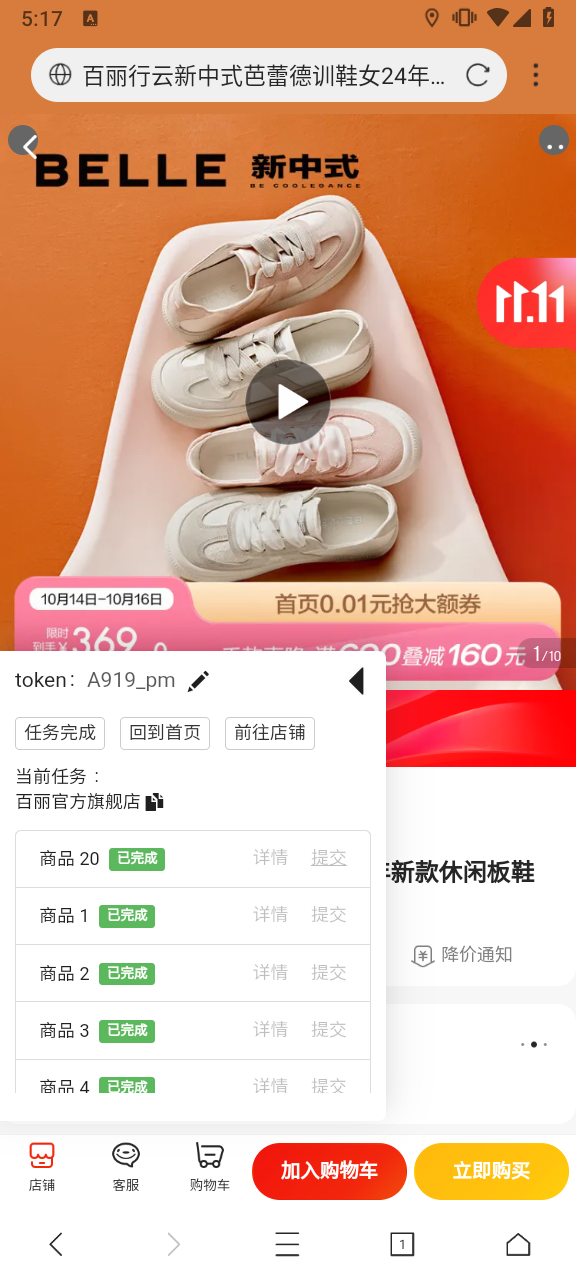 5:17
百丽行云新中式芭蕾德训鞋女24年...
BELLE 新中式
BE COOLEGANCE
11.11
10月14日-10月16日
首页0.01元抢大额券
限时
到手¥369
600叠减160元
1/10
token： A919_pm
任务完成 回到首页 前往店铺
当前任务：
百丽官方旗舰店
商品 20 已完成 详情 提交
年新款休闲板鞋
商品 1 已完成 详情 提交
降价通知
商品 2 已完成 详情 提交
商品 3 已完成 详情 提交
商品 4 已完成 详情 提交
店铺 客服 购物车 加入购物车 立即购买
1